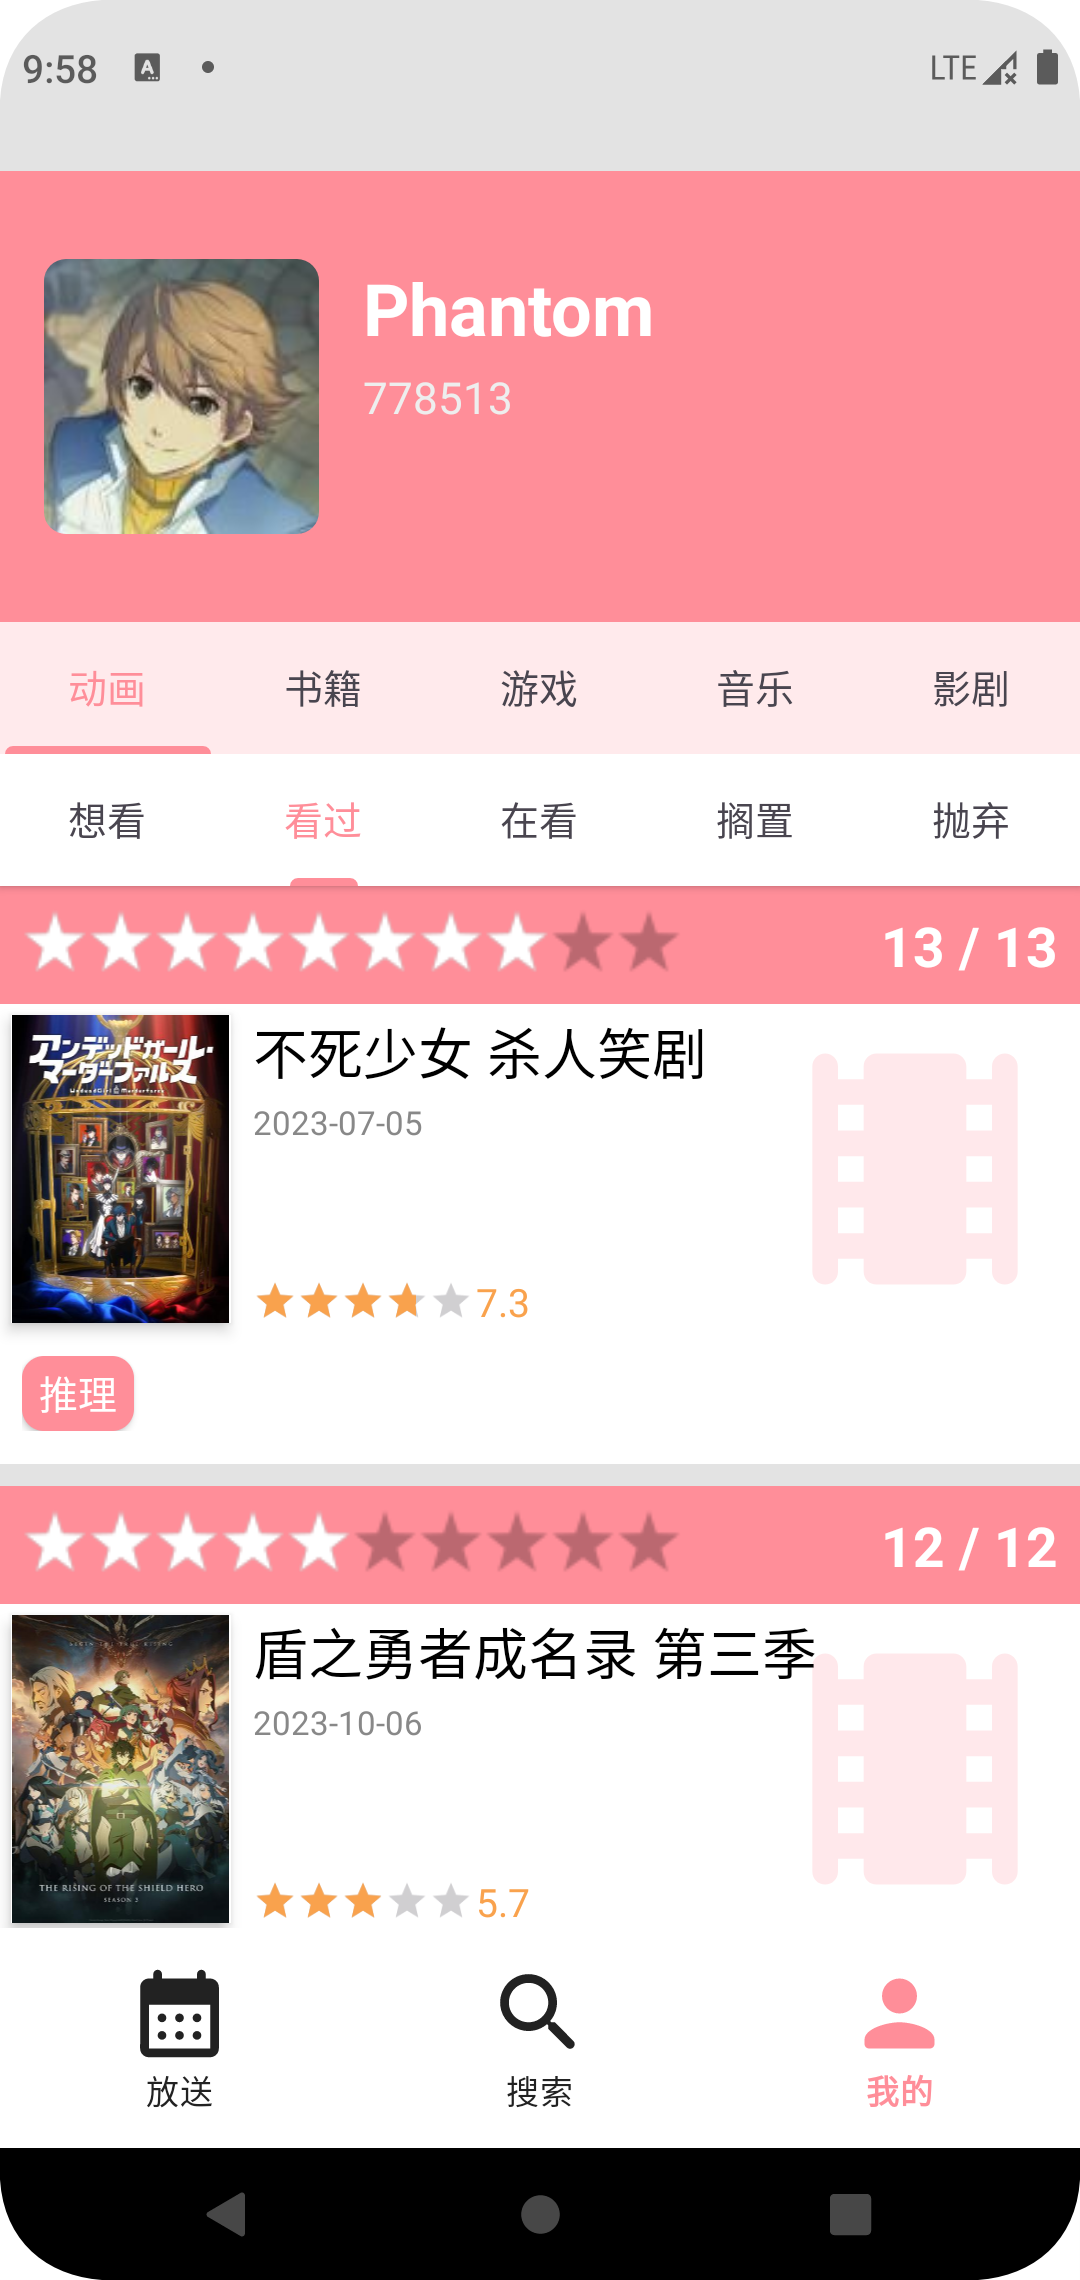 9:58 LTE
Phantom
778513
动画 书籍 游戏 音乐 影剧
想看 看过 在看 搁置 抛弃
13 / 13
アンデッドガール・
マーダーファルス
不死少女 杀人笑剧
2023-07-05
7.3
推理
12 / 12
盾之勇者成名录 第三季
2023-10-06
THE RISING OF THE SHIELD HERO
SEASON 3
5.7
放送 搜索 我的